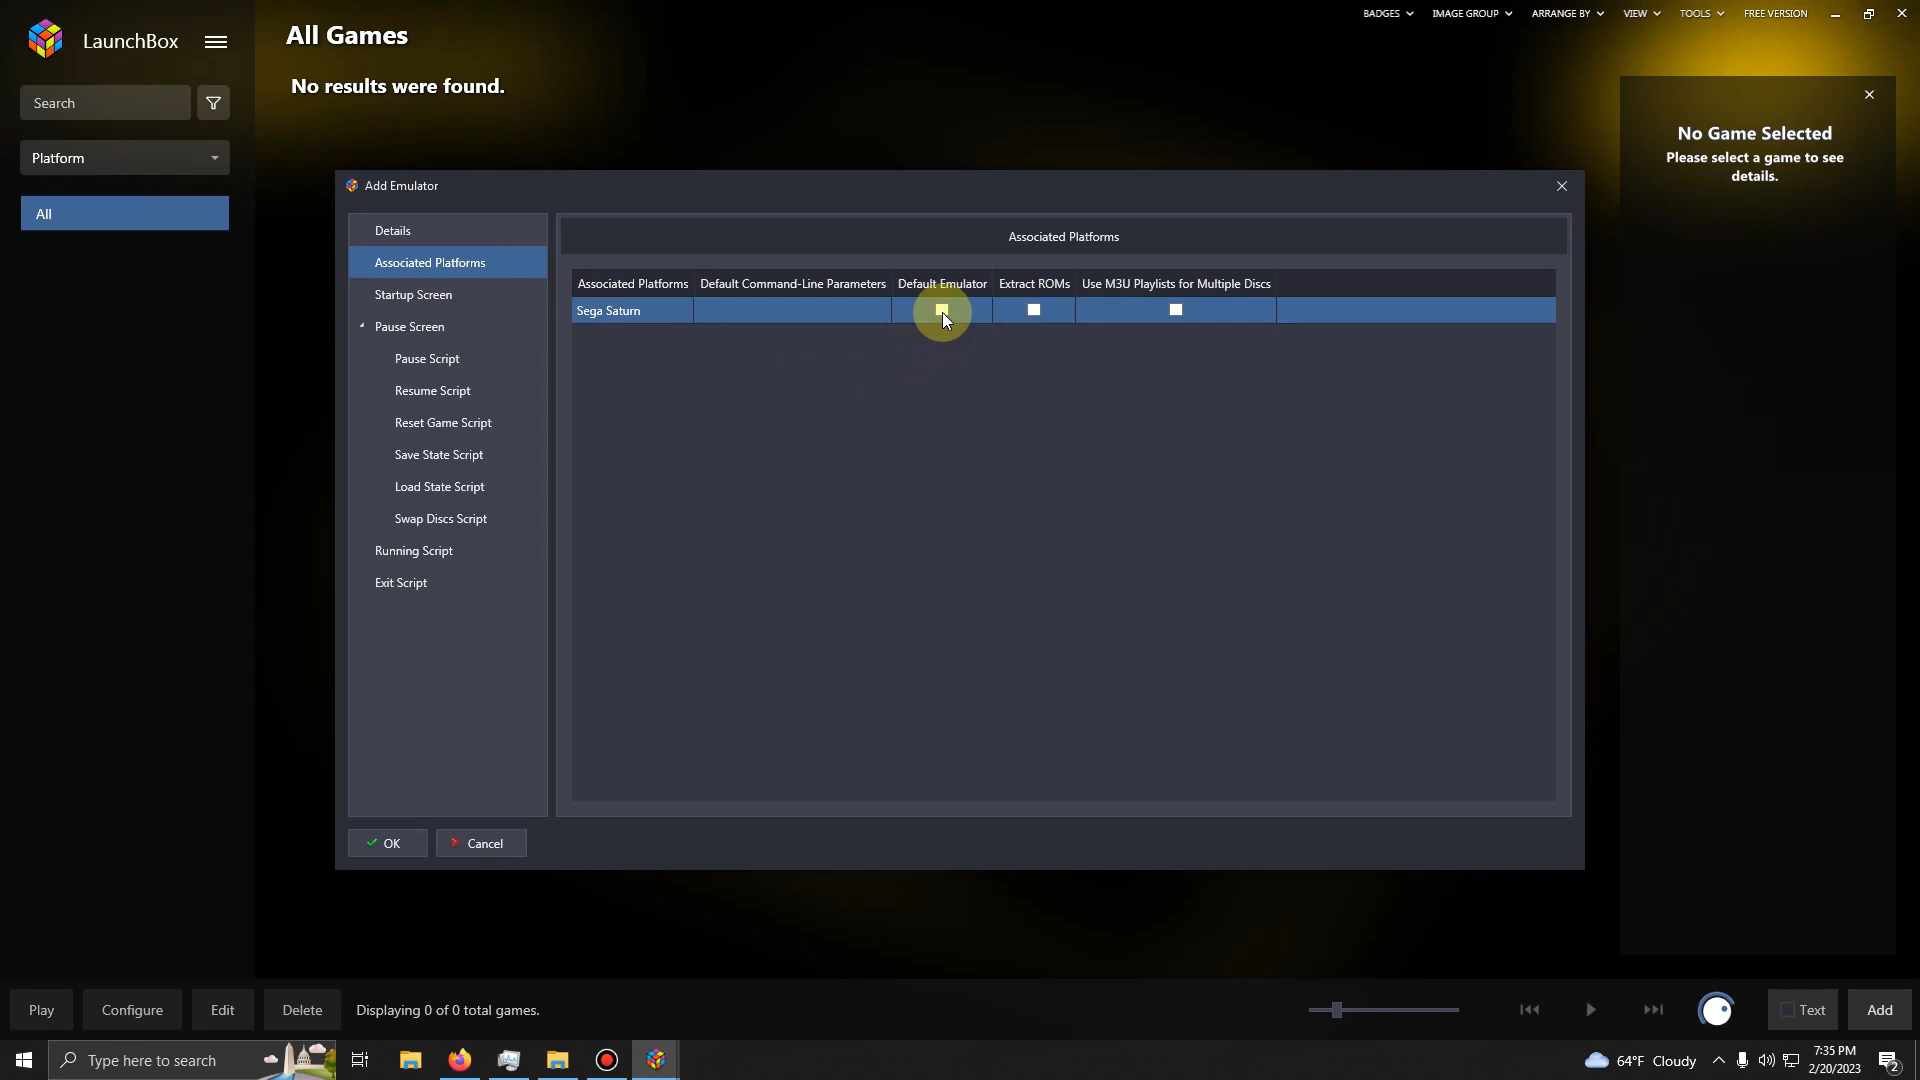 BADGES
IMAGE GROUP
ARRANGE BY
VIEW
TOOLS
FREE VERSION
LaunchBox
All Games
No results were found.
Search
Platform
All
No Game Selected
Please select a game to see
details.
Add Emulator
Details
Associated Platforms
Startup Screen
Pause Screen
Pause Script
Resume Script
Reset Game Script
Save State Script
Load State Script
Swap Discs Script
Running Script
Exit Script
Associated Platforms
Associated Platforms Default Command-Line Parameters Default Emulator Extract ROMs Use M3U Playlists for Multiple Discs
Sega Saturn
OK
Cancel
Play
Configure
Edit
Delete
Displaying 0 of 0 total games.
Text
Add
Type here to search
64°F Cloudy
7:35 PM
2/20/2023
2